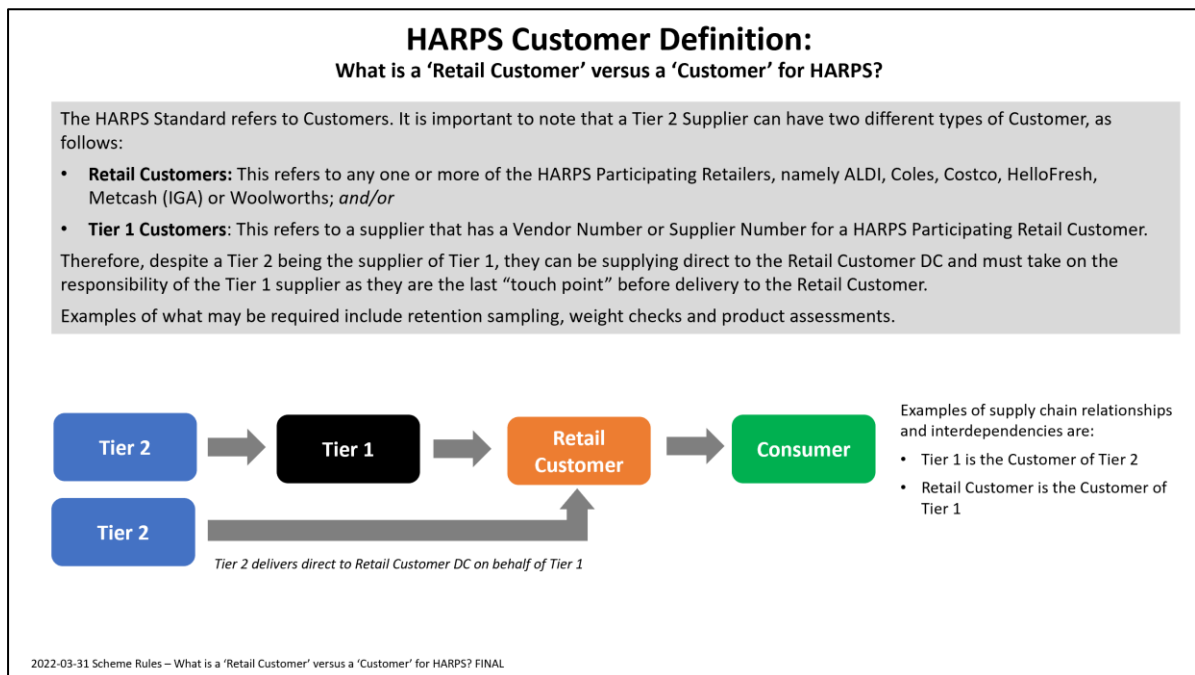 HARPS Customer Definition:
What is a ‘Retail Customer’ versus a ‘Customer’ for HARPS?
The HARPS Standard refers to Customers. It is important to note that a Tier 2 Supplier can have two different types of Customer, as
follows:
• Retail Customers: This refers to any one or more of the HARPS Participating Retailers, namely ALDI, Coles, Costco, HelloFresh,
Metcash (IGA) or Woolworths; and/or
• Tier 1 Customers: This refers to a supplier that has a Vendor Number or Supplier Number for a HARPS Participating Retail Customer.
Therefore, despite a Tier 2 being the supplier of Tier 1, they can be supplying direct to the Retail Customer DC and must take on the
responsibility of the Tier 1 supplier as they are the last “touch point” before delivery to the Retail Customer.
Examples of what may be required include retention sampling, weight checks and product assessments.
Tier 2
Tier 1
Retail
Customer
Consumer
Tier 2
Tier 2 delivers direct to Retail Customer DC on behalf of Tier 1
Examples of supply chain relationships
and interdependencies are:
• Tier 1 is the Customer of Tier 2
• Retail Customer is the Customer of
Tier 1
2022-03-31 Scheme Rules – What is a ‘Retail Customer’ versus a ‘Customer’ for HARPS? FINAL